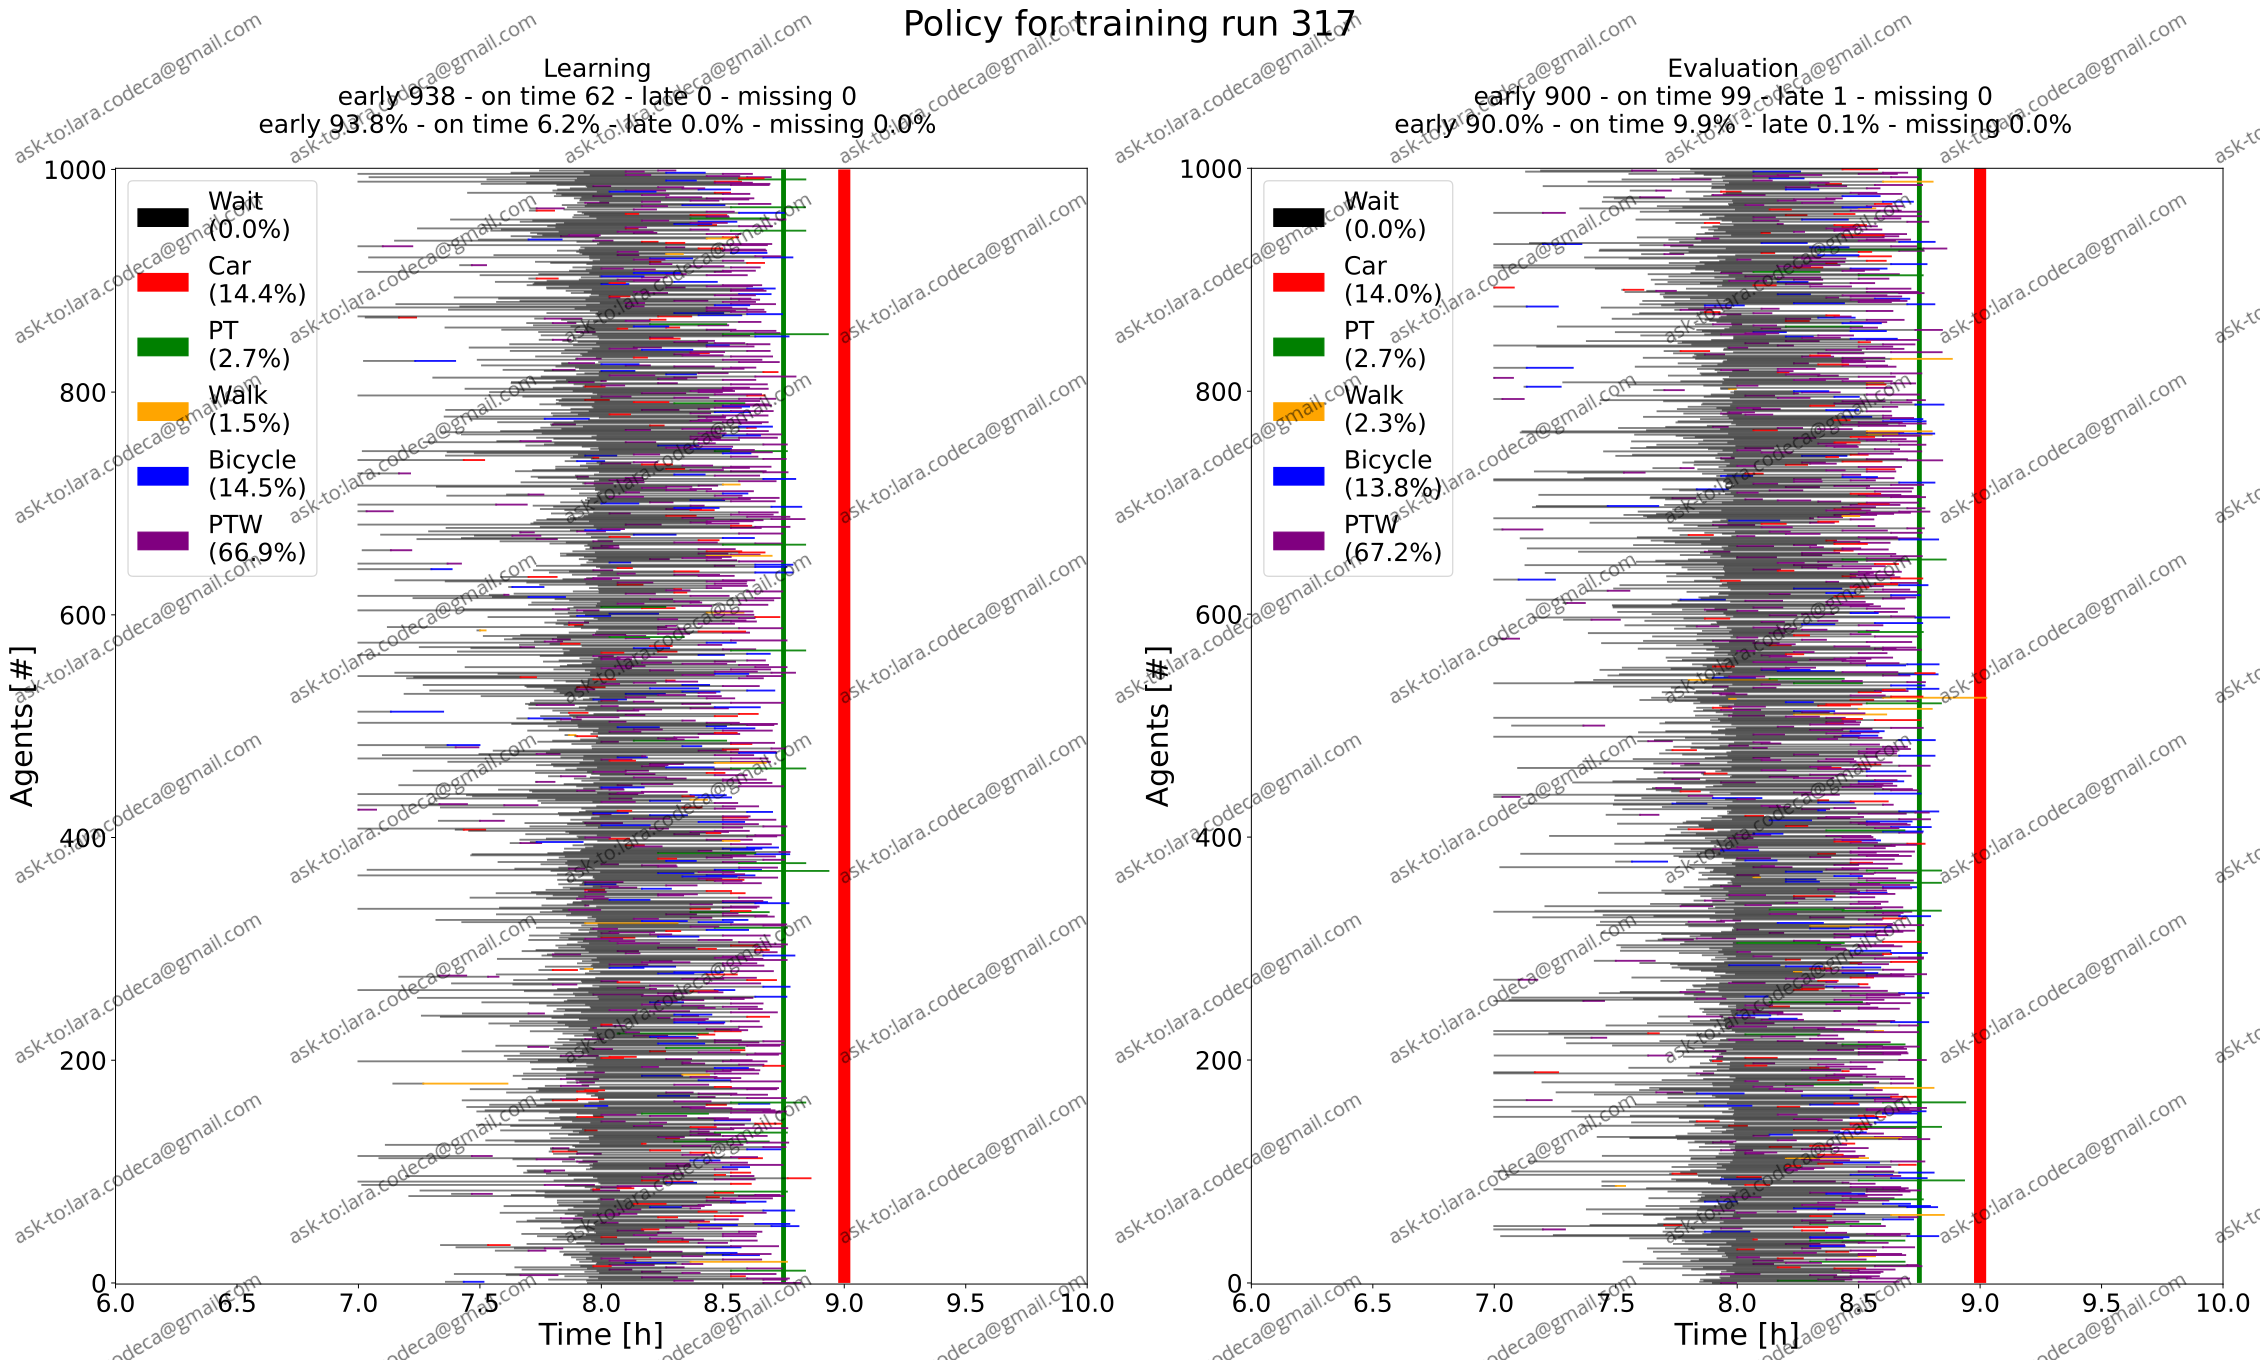 Policy for training run 317
Learning
early 938 - on time 62 - late 0 - missing 0
early 93.8% - on time 6.2% - late 0.0% - missing 0.0%
Evaluation
early 900 - on time 99 - late 1 - missing 0
early 90.0% - on time 9.9% - late 0.1% - missing 0.0%
Agents [#]
1000
800
600
400
200
0
Wait
(0.0%)
Car
(14.4%)
PT
(2.7%)
Walk
(1.5%)
Bicycle
(14.5%)
PTW
(66.9%)
6.0 6.5 7.0 7.5 8.0 8.5 9.0 9.5 10.0
Time [h]
Agents [#]
1000
800
600
400
200
0
Wait
(0.0%)
Car
(14.0%)
PT
(2.7%)
Walk
(2.3%)
Bicycle
(13.8%)
PTW
(67.2%)
6.0 6.5 7.0 7.5 8.0 8.5 9.0 9.5 10.0
Time [h]
ask-to:lara.codeca@gmail.com